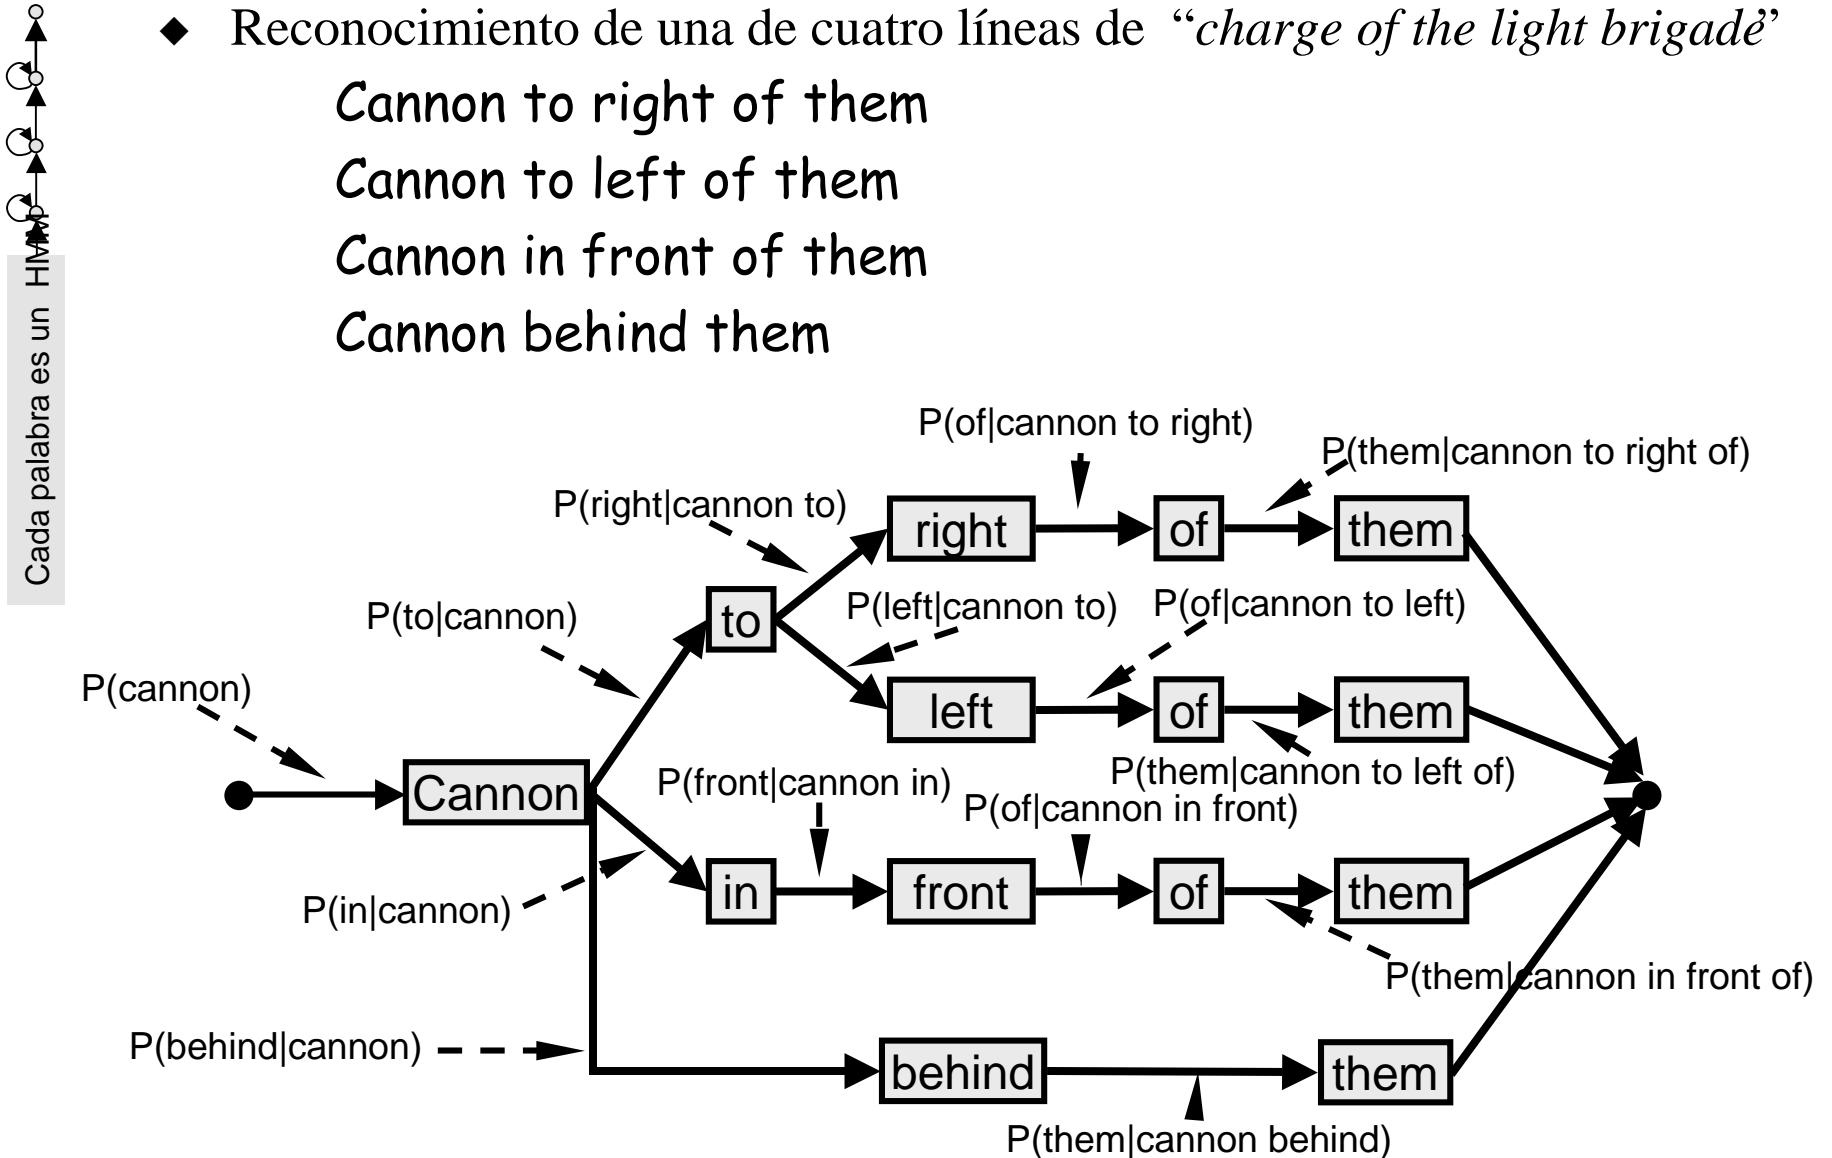 ◆ Reconocimiento de una de cuatro líneas de “charge of the light brigade”
Cannon to right of them
Cannon to left of them
Cannon in front of them
Cannon behind them
Cada palabra es un HMM
P(of|cannon to right)
P(them|cannon to right of)
P(right|cannon to)
right
of
them
P(to|cannon)
to
P(left|cannon to)
P(of|cannon to left)
P(cannon)
left
of
them
Cannon
P(front|cannon in)
P(them|cannon to left of)
P(of|cannon in front)
P(in|cannon)
in
front
of
them
P(them|cannon in front of)
P(behind|cannon)
behind
them
P(them|cannon behind)